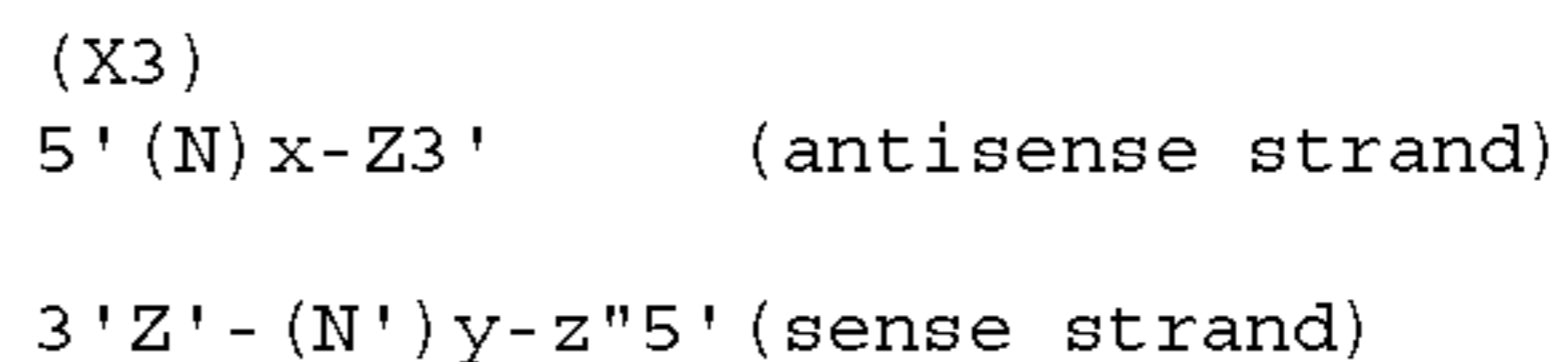 (X3)
5'(N)x-Z3' (antisense strand)
3'Z'-(N')y-z"5'(sense strand)